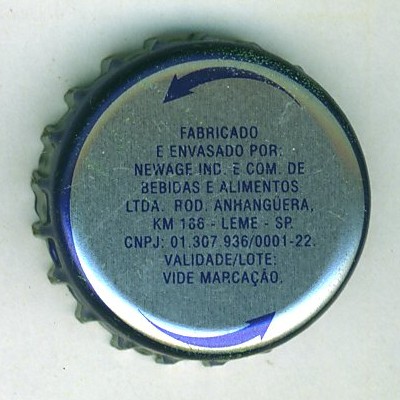 FABRICADO
E ENVASADO POR:
NEWAGE IND. E COM. DE
BEBIDAS E ALIMENTOS
LTDA. ROD. ANHANGÜERA,
KM 186 - LEME - SP.
CNPJ: 01.307.936/0001-22.
VALIDADE/LOTE:
VIDE MARCAÇÃO.